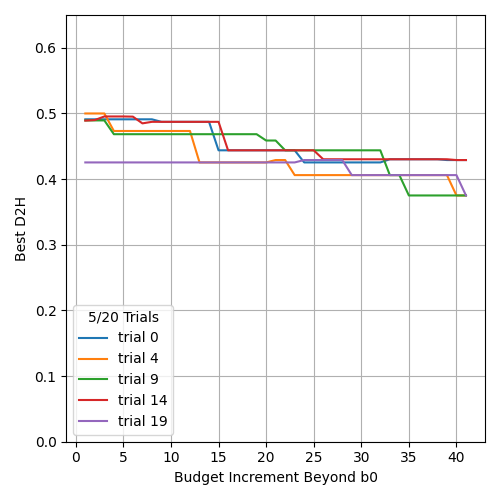 0.6
0.5
0.4
0.3
0.2
0.1
0.0
Best D2H
5/20 Trials
trial 0
trial 4
trial 9
trial 14
trial 19
0 5 10 15 20 25 30 35 40
Budget Increment Beyond b0